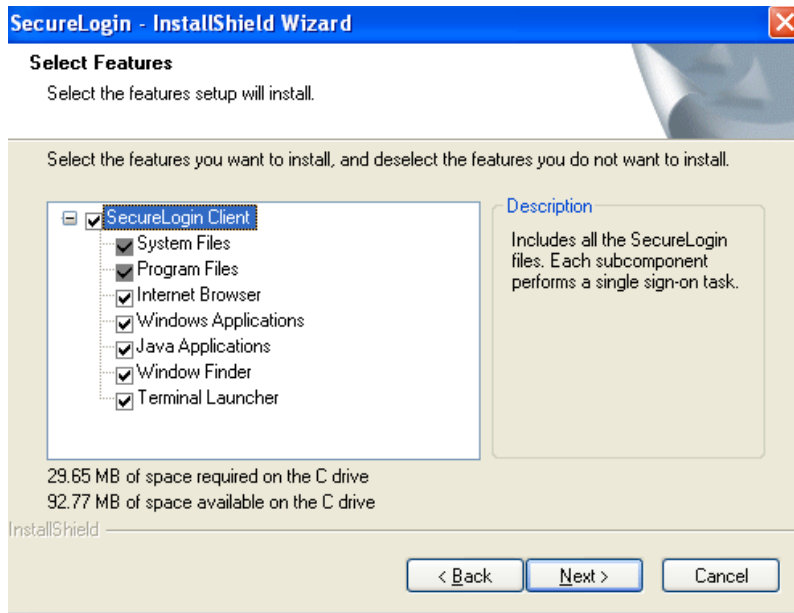 SecureLogin - InstallShield Wizard
Select Features
Select the features setup will install.
Select the features you want to install, and deselect the features you do not want to install.
SecureLogin Client
System Files
Program Files
Internet Browser
Windows Applications
Java Applications
Window Finder
Terminal Launcher
Description
Includes all the SecureLogin
files. Each subcomponent
performs a single sign-on task.
29.65 MB of space required on the C drive
92.77 MB of space available on the C drive
InstallShield
< Back
Next >
Cancel